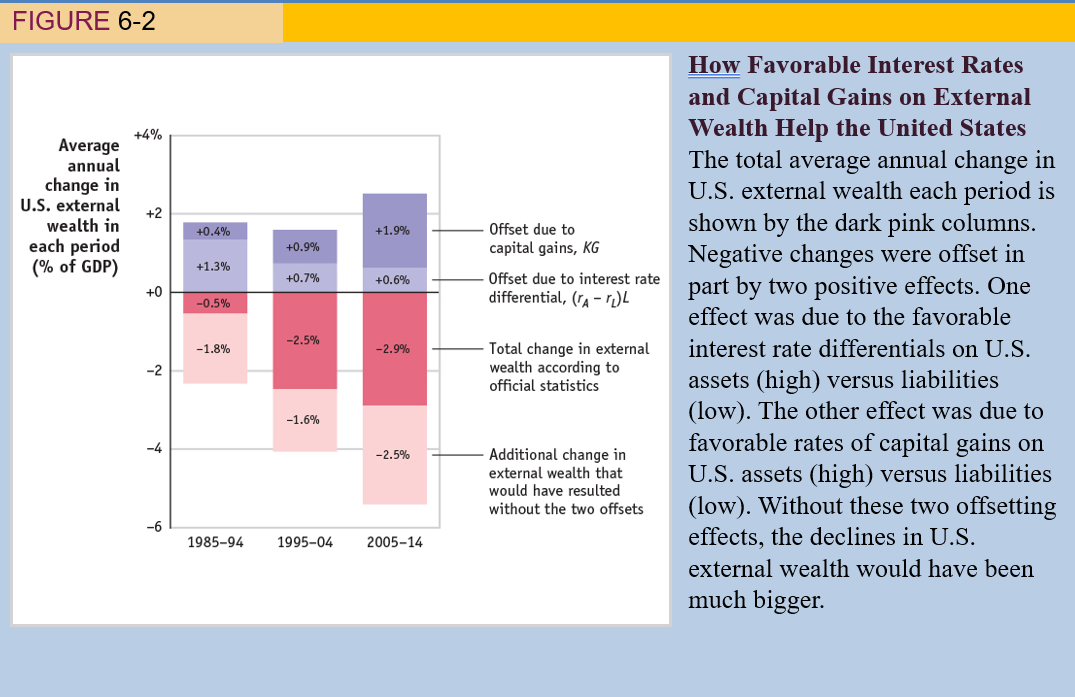 FIGURE 6-2
Average
annual
change in
U.S. external
wealth in
each period
(% of GDP)
+4%
+2
+0
−2
−4
−6
+0.4%
+1.3%
−0.5%
−1.8%
+0.9%
+0.7%
−2.5%
−1.6%
+1.9%
+0.6%
−2.9%
−2.5%
1985–94 1995–04 2005–14
Offset due to
capital gains, KG
Offset due to interest rate
differential, (rA − rL)L
Total change in external
wealth according to
official statistics
Additional change in
external wealth that
would have resulted
without the two offsets
How Favorable Interest Rates
and Capital Gains on External
Wealth Help the United States
The total average annual change in
U.S. external wealth each period is
shown by the dark pink columns.
Negative changes were offset in
part by two positive effects. One
effect was due to the favorable
interest rate differentials on U.S.
assets (high) versus liabilities
(low). The other effect was due to
favorable rates of capital gains on
U.S. assets (high) versus liabilities
(low). Without these two offsetting
effects, the declines in U.S.
external wealth would have been
much bigger.